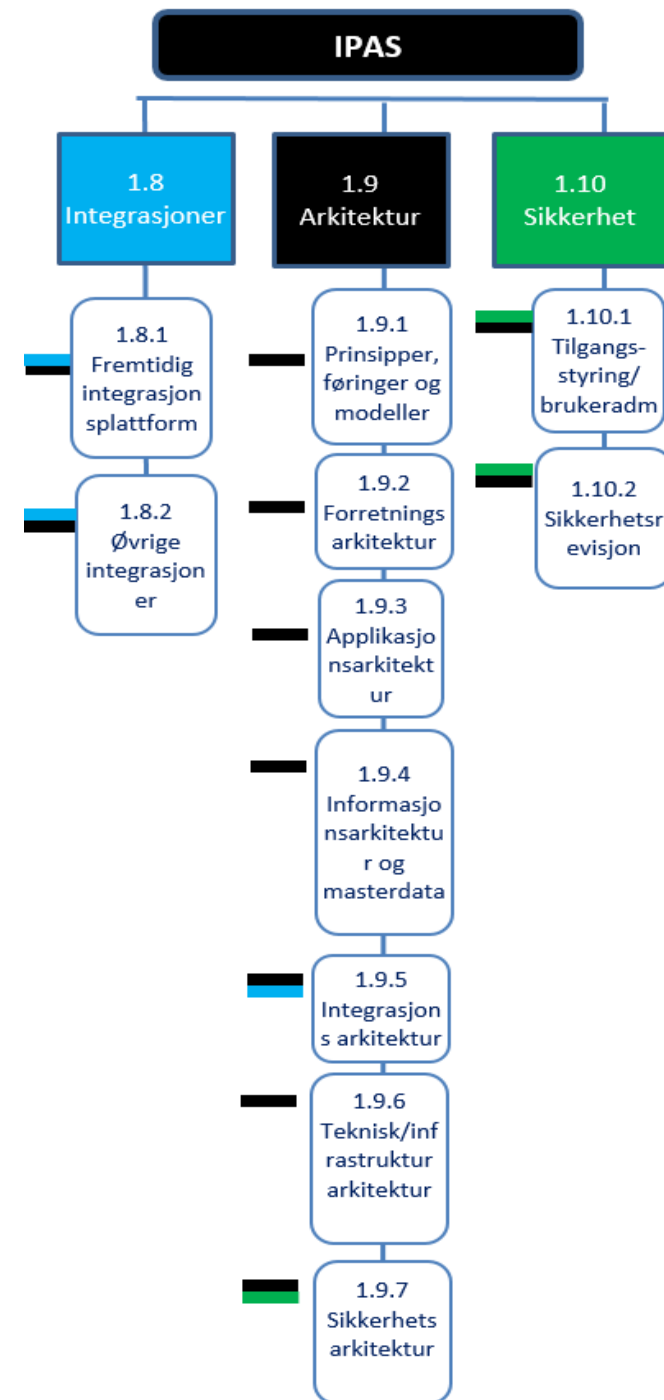 IPAS
1.8
Integrasjoner
1.9
Arkitektur
1.10
Sikkerhet
1.8.1
Fremtidig
integrasjon
splattform
1.8.2
Øvrige
integrasjon
er
1.9.1
Prinsipper,
føringer og
modeller
1.9.2
Forretnings
arkitektur
1.9.3
Applikasjo
nsarkitekt
ur
1.9.4
Informasjo
nsarkitektu
r og
masterdata
1.9.5
Integrasjon
s arkitektur
1.9.6
Teknisk/inf
rastruktur
arkitektur
1.9.7
Sikkerhets
arkitektur
1.10.1
Tilgangs-
styring/
brukeradm
1.10.2
Sikkerhetsr
evisjon